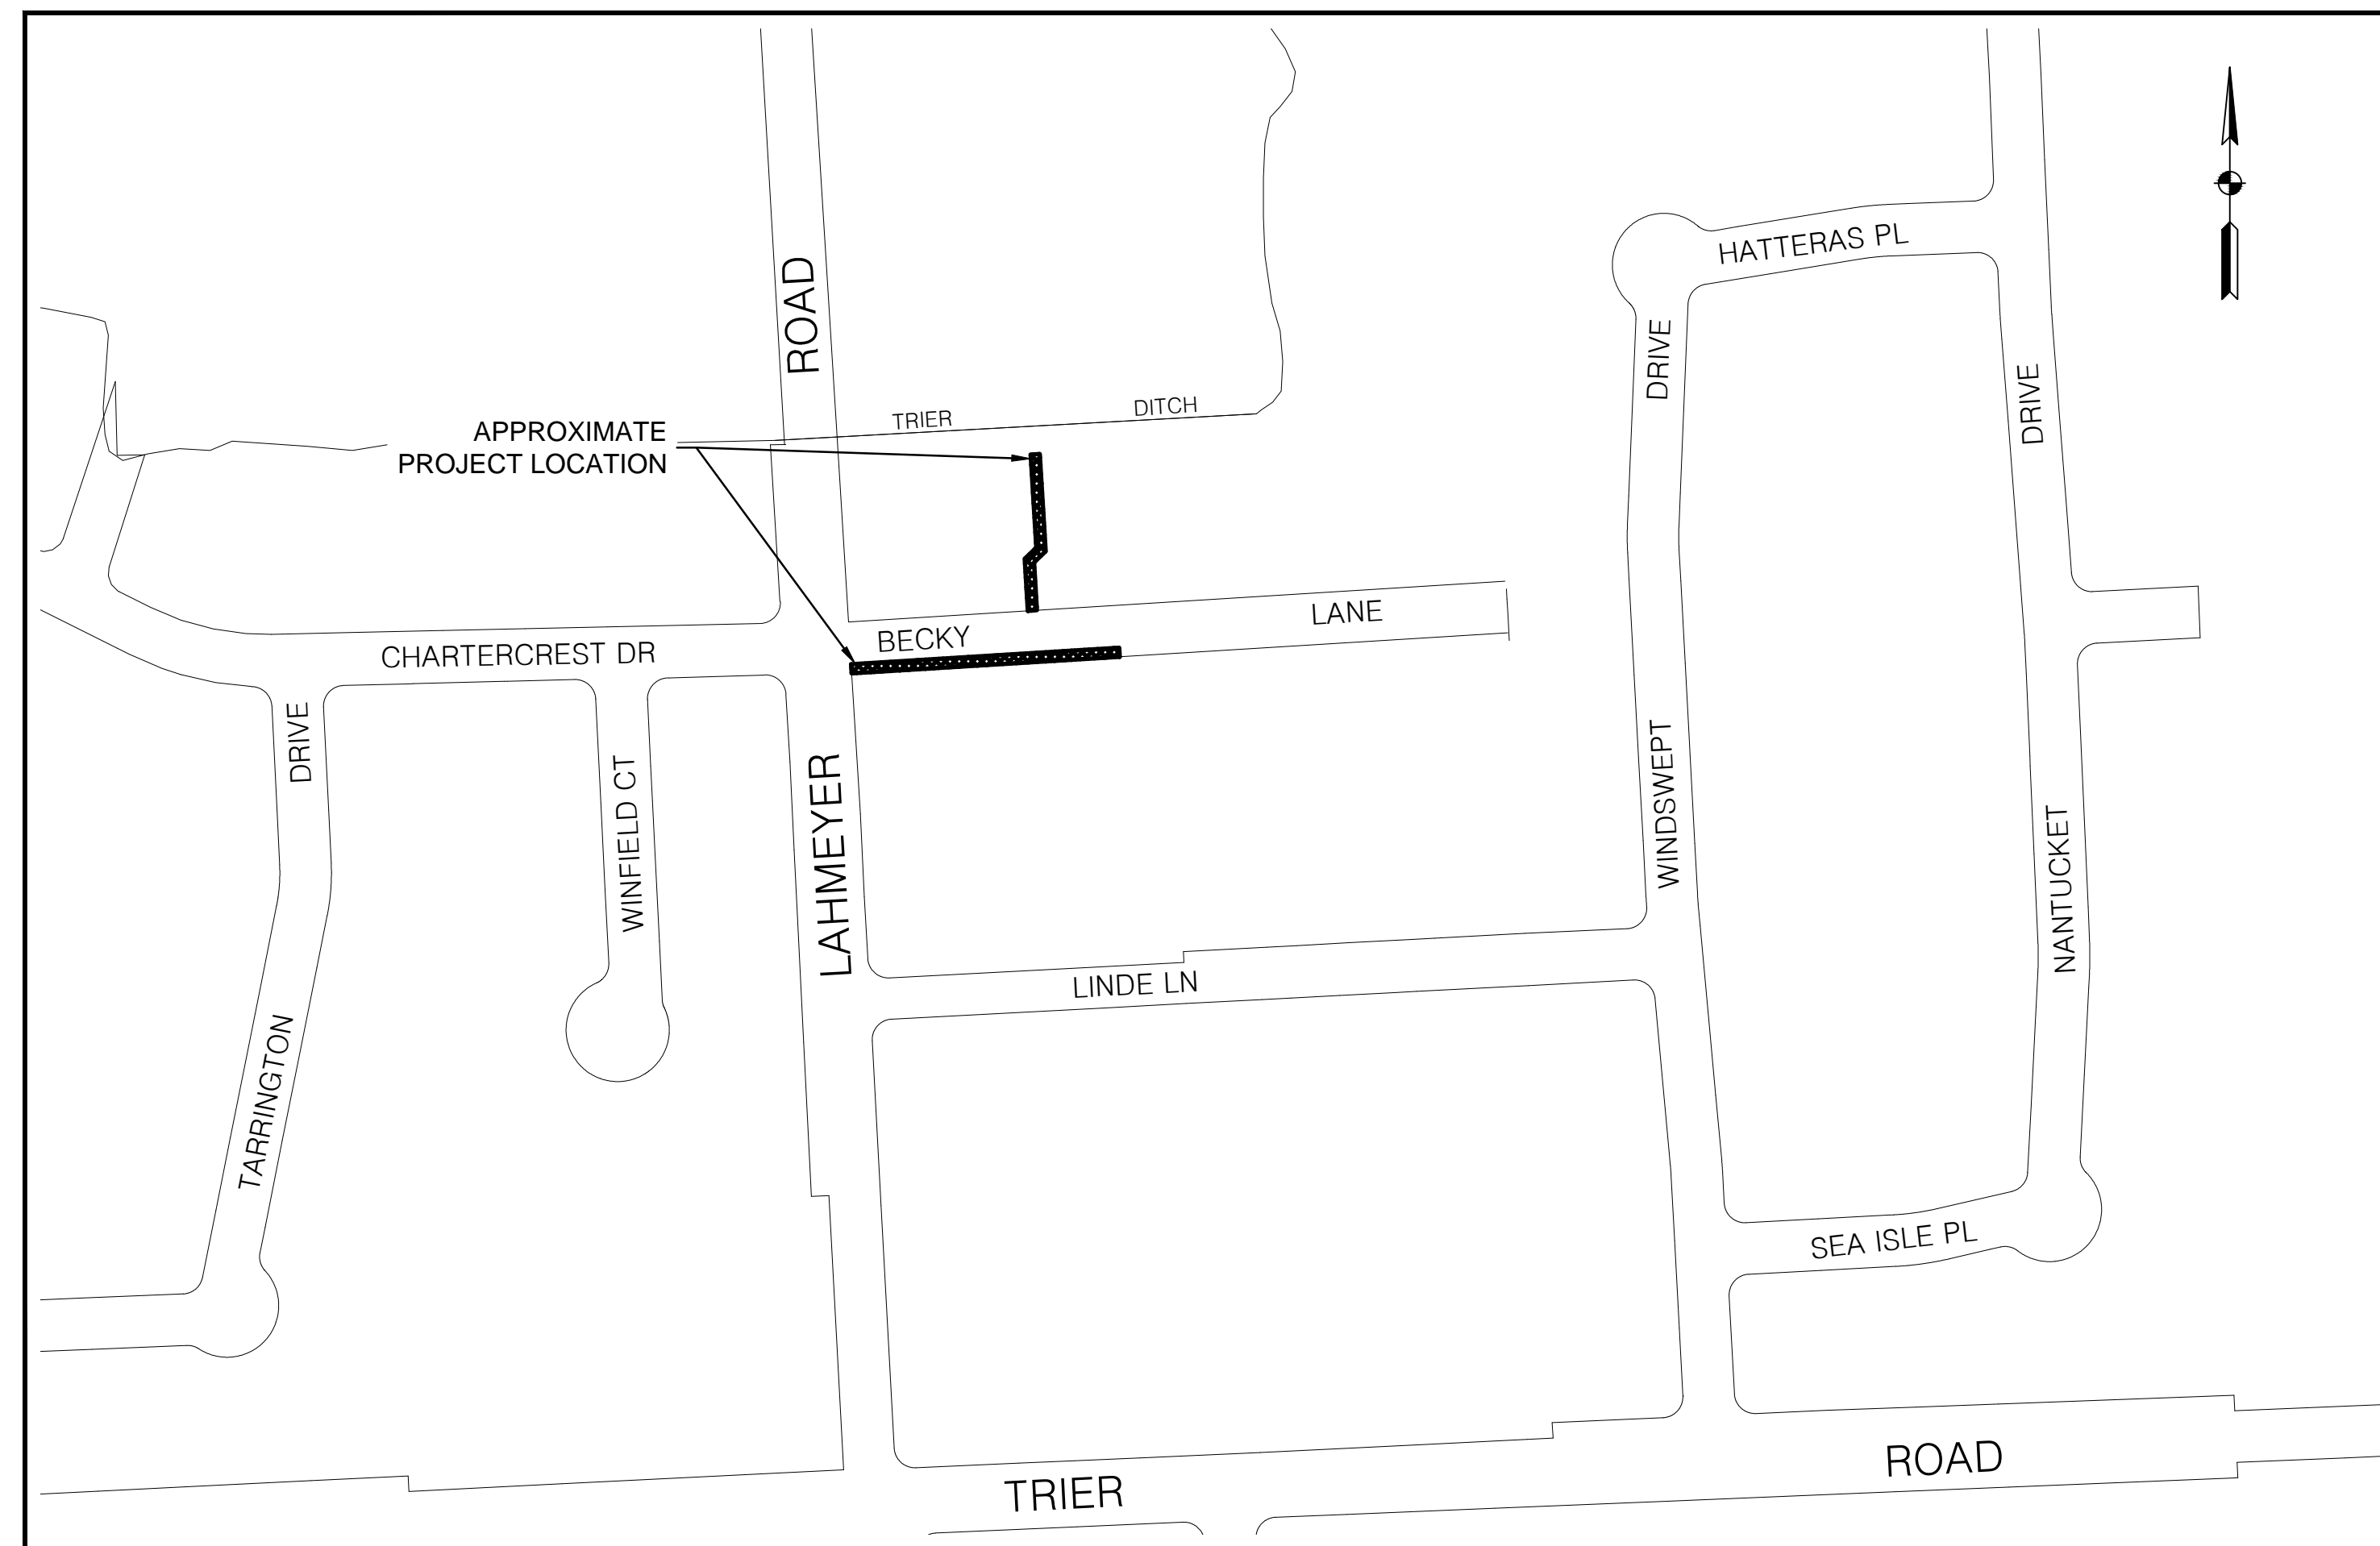 HATTERAS PL
ROAD
DRIVE
DRIVE
TRIER DITCH
APPROXIMATE
PROJECT LOCATION
BECKY LANE
CHARTERCREST DR
DRIVE
WINFIELD CT
LAHMEYER
WINDSWEPT
NANTUCKET
LINDE LN
TARRINGTON
SEA ISLE PL
TRIER ROAD